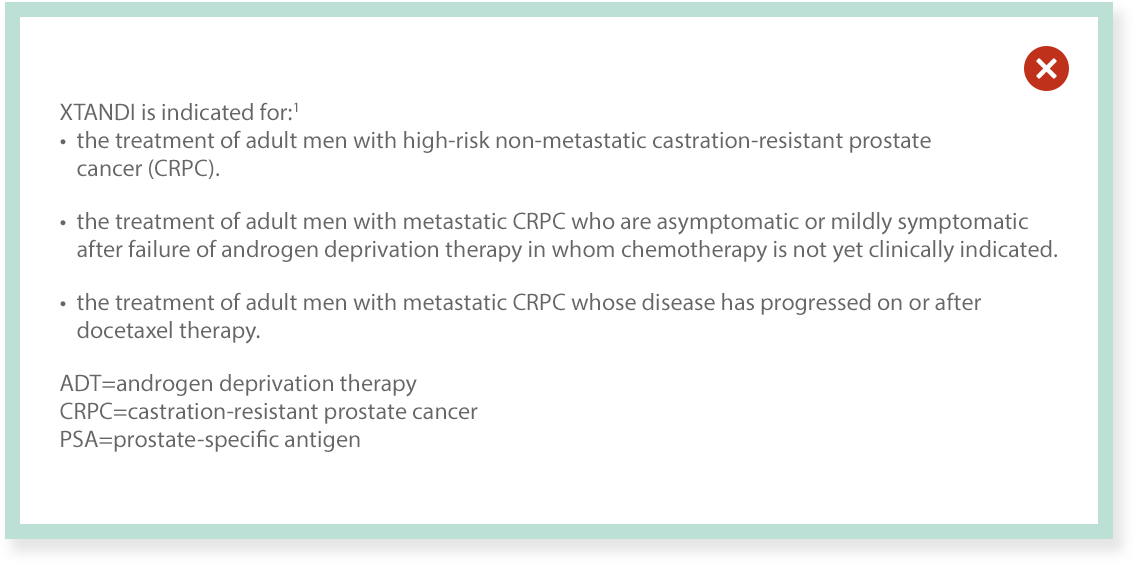 XTANDI is indicated for:¹
• the treatment of adult men with high-risk non-metastatic castration-resistant prostate
cancer (CRPC).
• the treatment of adult men with metastatic CRPC who are asymptomatic or mildly symptomatic
after failure of androgen deprivation therapy in whom chemotherapy is not yet clinically indicated.
• the treatment of adult men with metastatic CRPC whose disease has progressed on or after
docetaxel therapy.
ADT=androgen deprivation therapy
CRPC=castration-resistant prostate cancer
PSA=prostate-specific antigen